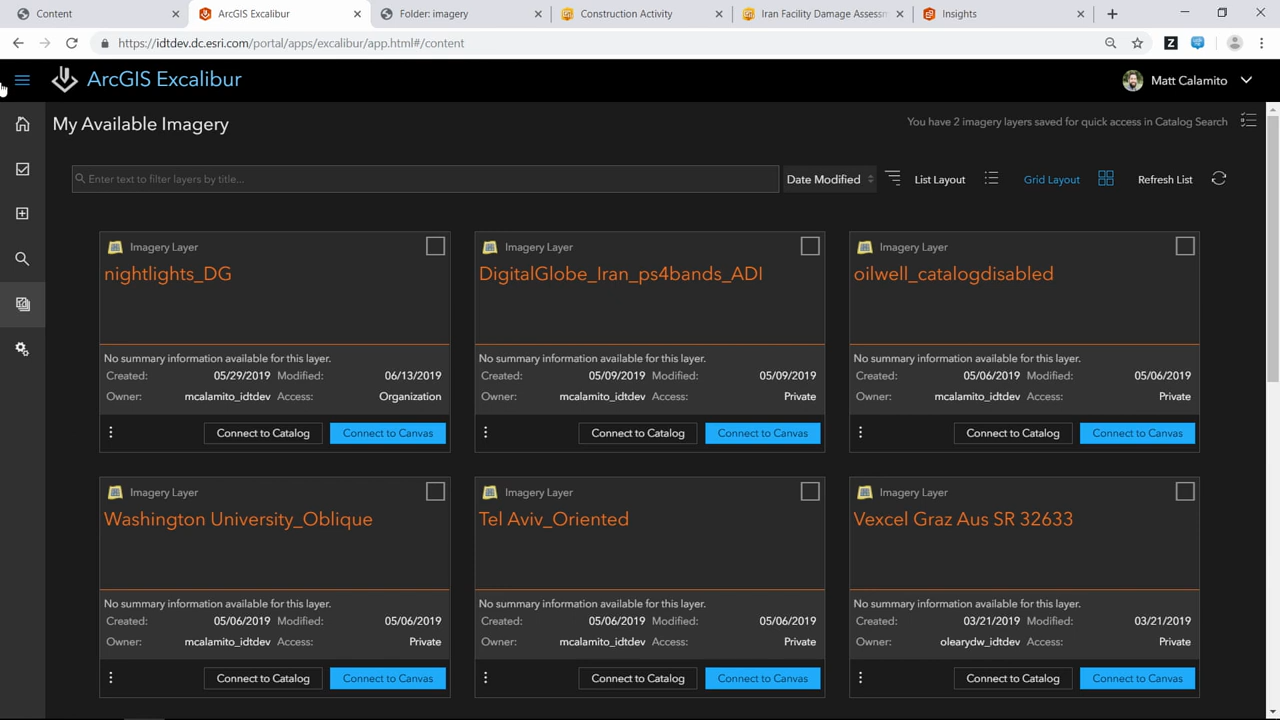 Content
ArcGIS Excalibur
Folder: imagery
Construction Activity
Iran Facility Damage Assessm
Insights
https://idtdev.dc.esri.com/portal/apps/excalibur/app.html#/content
Z
ArcGIS Excalibur
Matt Calamito
My Available Imagery
You have 2 imagery layers saved for quick access in Catalog Search
Enter text to filter layers by title...
Date Modified
List Layout
Grid Layout
Refresh List
Imagery Layer
nightlights_DG
No summary information available for this layer.
Created: 05/29/2019 Modified: 06/13/2019
Owner: mcalamito_idtdev Access: Organization
Connect to Catalog
Connect to Canvas
Imagery Layer
DigitalGlobe_Iran_ps4bands_ADI
No summary information available for this layer.
Created: 05/09/2019 Modified: 05/09/2019
Owner: mcalamito_idtdev Access: Private
Connect to Catalog
Connect to Canvas
Imagery Layer
oilwell_catalogdisabled
No summary information available for this layer.
Created: 05/06/2019 Modified: 05/06/2019
Owner: mcalamito_idtdev Access: Private
Connect to Catalog
Connect to Canvas
Imagery Layer
Washington University_Oblique
No summary information available for this layer.
Created: 05/06/2019 Modified: 05/06/2019
Owner: mcalamito_idtdev Access: Private
Connect to Catalog
Connect to Canvas
Imagery Layer
Tel Aviv_Oriented
No summary information available for this layer.
Created: 05/06/2019 Modified: 05/06/2019
Owner: mcalamito_idtdev Access: Private
Connect to Catalog
Connect to Canvas
Imagery Layer
Vexcel Graz Aus SR 32633
No summary information available for this layer.
Created: 03/21/2019 Modified: 03/21/2019
Owner: olearydw_idtdev Access: Private
Connect to Catalog
Connect to Canvas